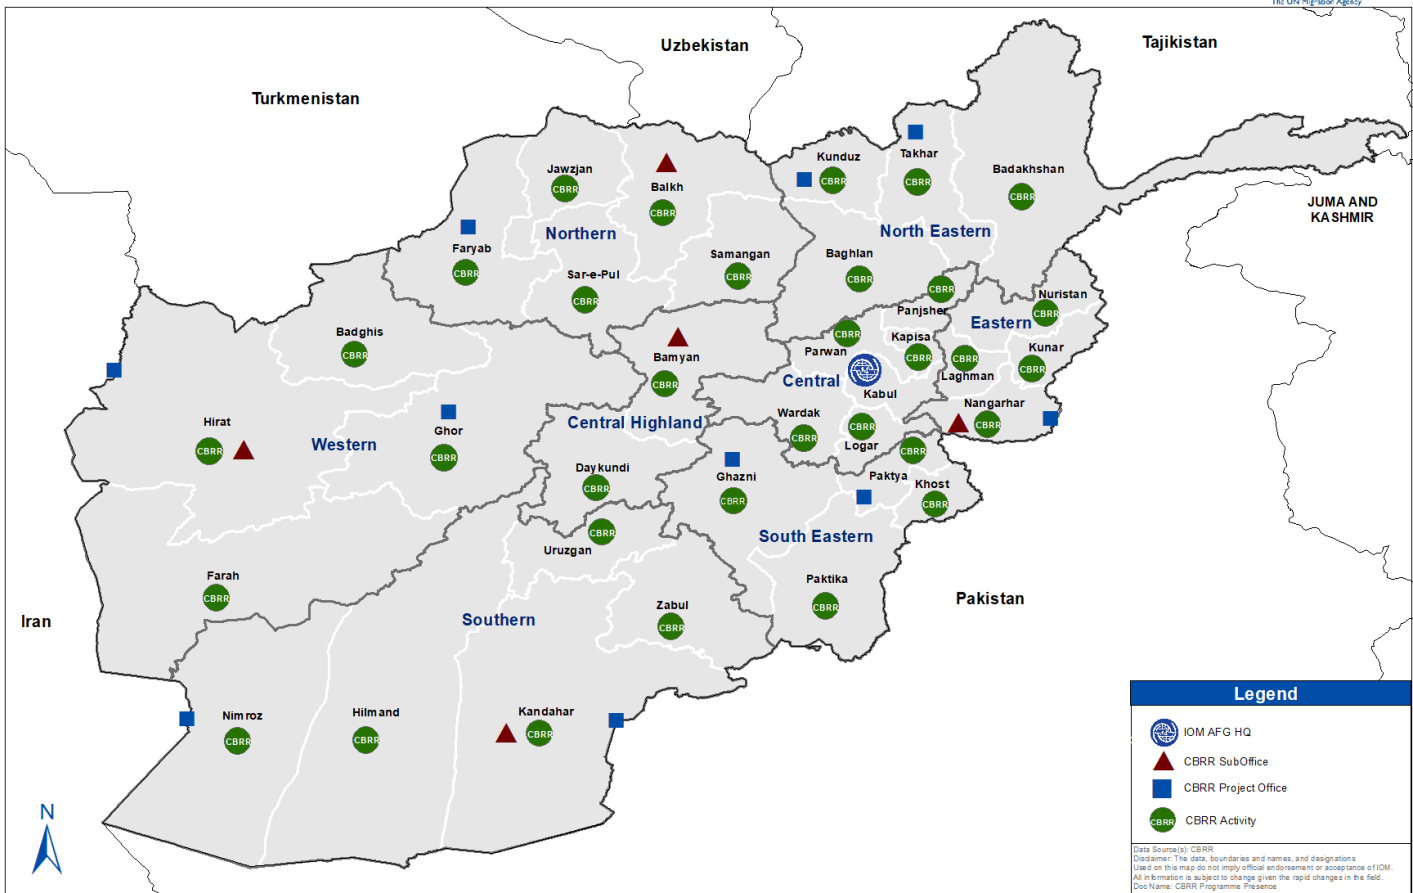 The UN Migration Agency
Uzbekistan
Tajikistan
Turkmenistan
Kunduz
Takhar
Jawzjan
Balkh
Badakhshan
CBRR
CBRR
CBRR
CBRR
CBRR
JUMA AND
KASHMIR
Northern
North Eastern
Faryab
Samangan
Baghlan
Sar-e-Pul
CBRR
CBRR
CBRR
CBRR
CBRR
CBRR
Nuristan
Panjsher
CBRR
Badghis
Eastern
Parwan
CBRR
Kapisa
Kunar
CBRR
Bamyan
CBRR
CBRR
Laghman
CBRR
CBRR
Central
Kabul
Nangarhar
Hirat
Wardak
Central Highland
CBRR
CBRR
CBRR
Ghor
Western
Logar
CBRR
CBRR
CBRR
Daykundi
Ghazni
Paktya
Khost
CBRR
CBRR
CBRR
Uruzgan
CBRR
South Eastern
Farah
Paktika
CBRR
Zabul
CBRR
Pakistan
Iran
Southern
CBRR
Nimroz
Hilmand
Kandahar
CBRR
CBRR
CBRR
N
Legend
IOM AFG HQ
CBRR SubOffice
CBRR Project Office
CBRR
CBRR Activity
Data Source(s): CBRR
Disclaimer: The data, boundaries and names, and designations
Used on this map do not imply official endorsement or acceptance of IOM.
All information is subject to change given the rapid changes in the field.
Doc Name: CBRR Programme Presence